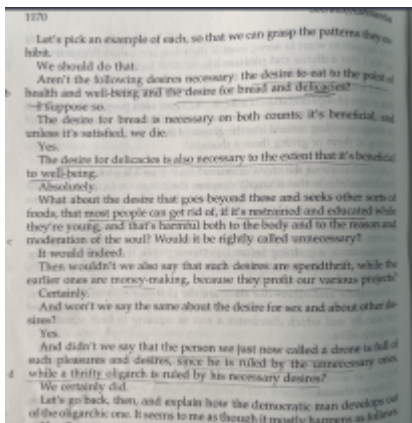 1170
Let's pick an example of each, so that we can grasp the patterns they ex-
hibit.
We should do that.
Aren't the following desires necessary: the desire to eat to the point of
b health and well-being and the desire for bread and delicacies?
I suppose so.
The desire for bread is necessary on both counts; it's beneficial, and
unless it's satisfied, we die.
Yes.
The desire for delicacies is also necessary to the extent that it's beneficial
to well-being.
Absolutely.
What about the desire that goes beyond these and seeks other sorts of
foods, that most people can get rid of, if it's restrained and educated while
they're young, and that's harmful both to the body and to the reason and
c moderation of the soul? Would it be rightly called unnecessary?
It would indeed.
Then wouldn't we also say that such desires are spendthrift, while the
earlier ones are money-making, because they profit our various projects?
Certainly.
And won't we say the same about the desire for sex and about other de-
sires?
Yes.
And didn't we say that the person we just now called a drone is full of
such pleasures and desires, since he is ruled by the unnecessary ones,
d while a thrifty oligarch is ruled by his necessary desires?
We certainly did.
Let's go back, then, and explain how the democratic man develops out
of the oligarchic one. It seems to me as though it mostly happens as follows